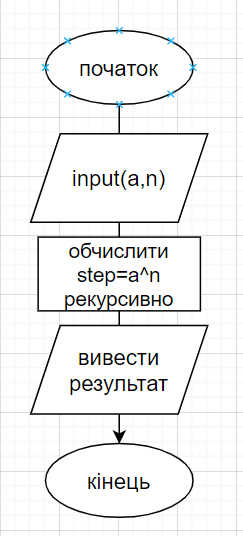 початок
input(a,n)
обчислити
step=a^n
рекурсивно
вивести
результат
кінець